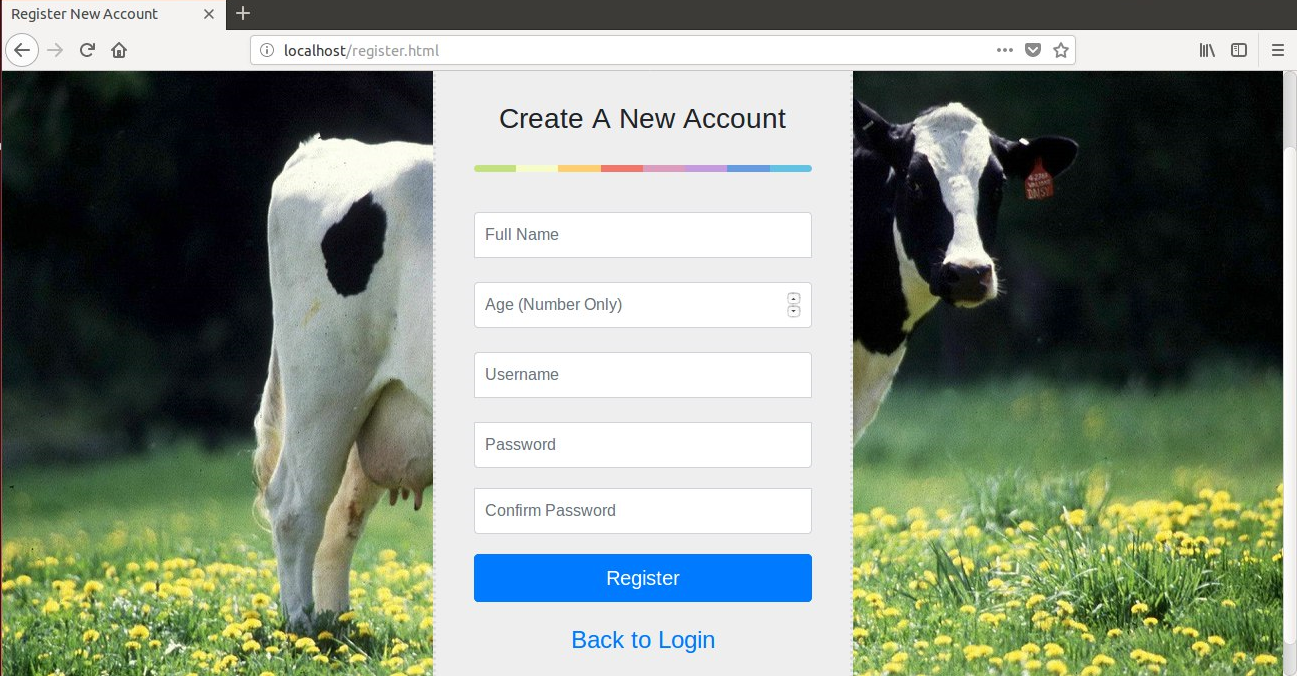 Register New Account
localhost/register.html
Create A New Account
Full Name
Age (Number Only)
Username
Password
Confirm Password
Register
Back to Login
DAISY